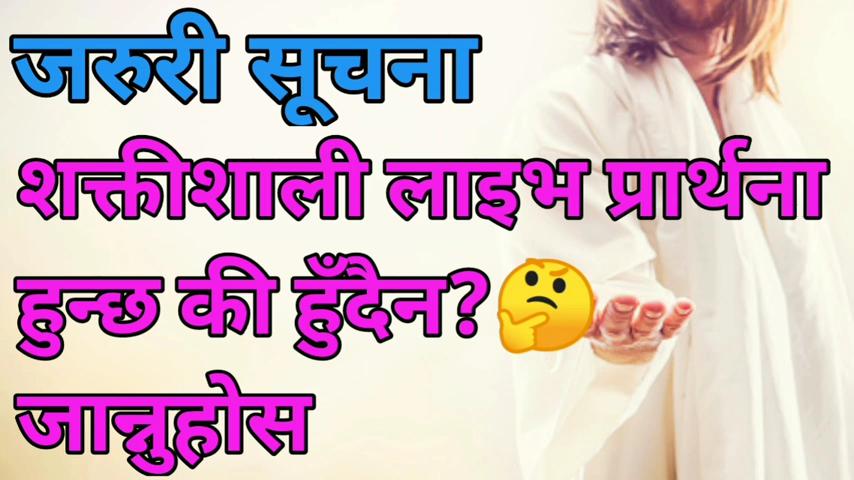 जरुरी सूचना
शक्तीशाली लाइभ प्रार्थना
हुन्छ की हुँदैन?🤔
जान्नुहोस